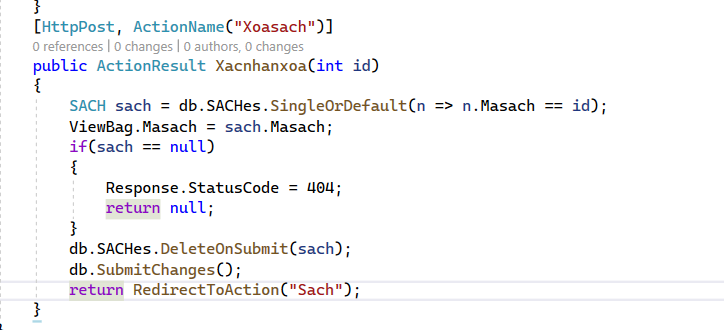 }
[HttpPost, ActionName("Xoasach")]
0 references | 0 changes | 0 authors, 0 changes
public ActionResult Xacnhanxoa(int id)
{
SACH sach = db.SACHes.SingleOrDefault(n => n.Masach == id);
ViewBag.Masach = sach.Masach;
if(sach == null)
{
Response.StatusCode = 404;
return null;
}
db.SACHes.DeleteOnSubmit(sach);
db.SubmitChanges();
return RedirectToAction("Sach");
}